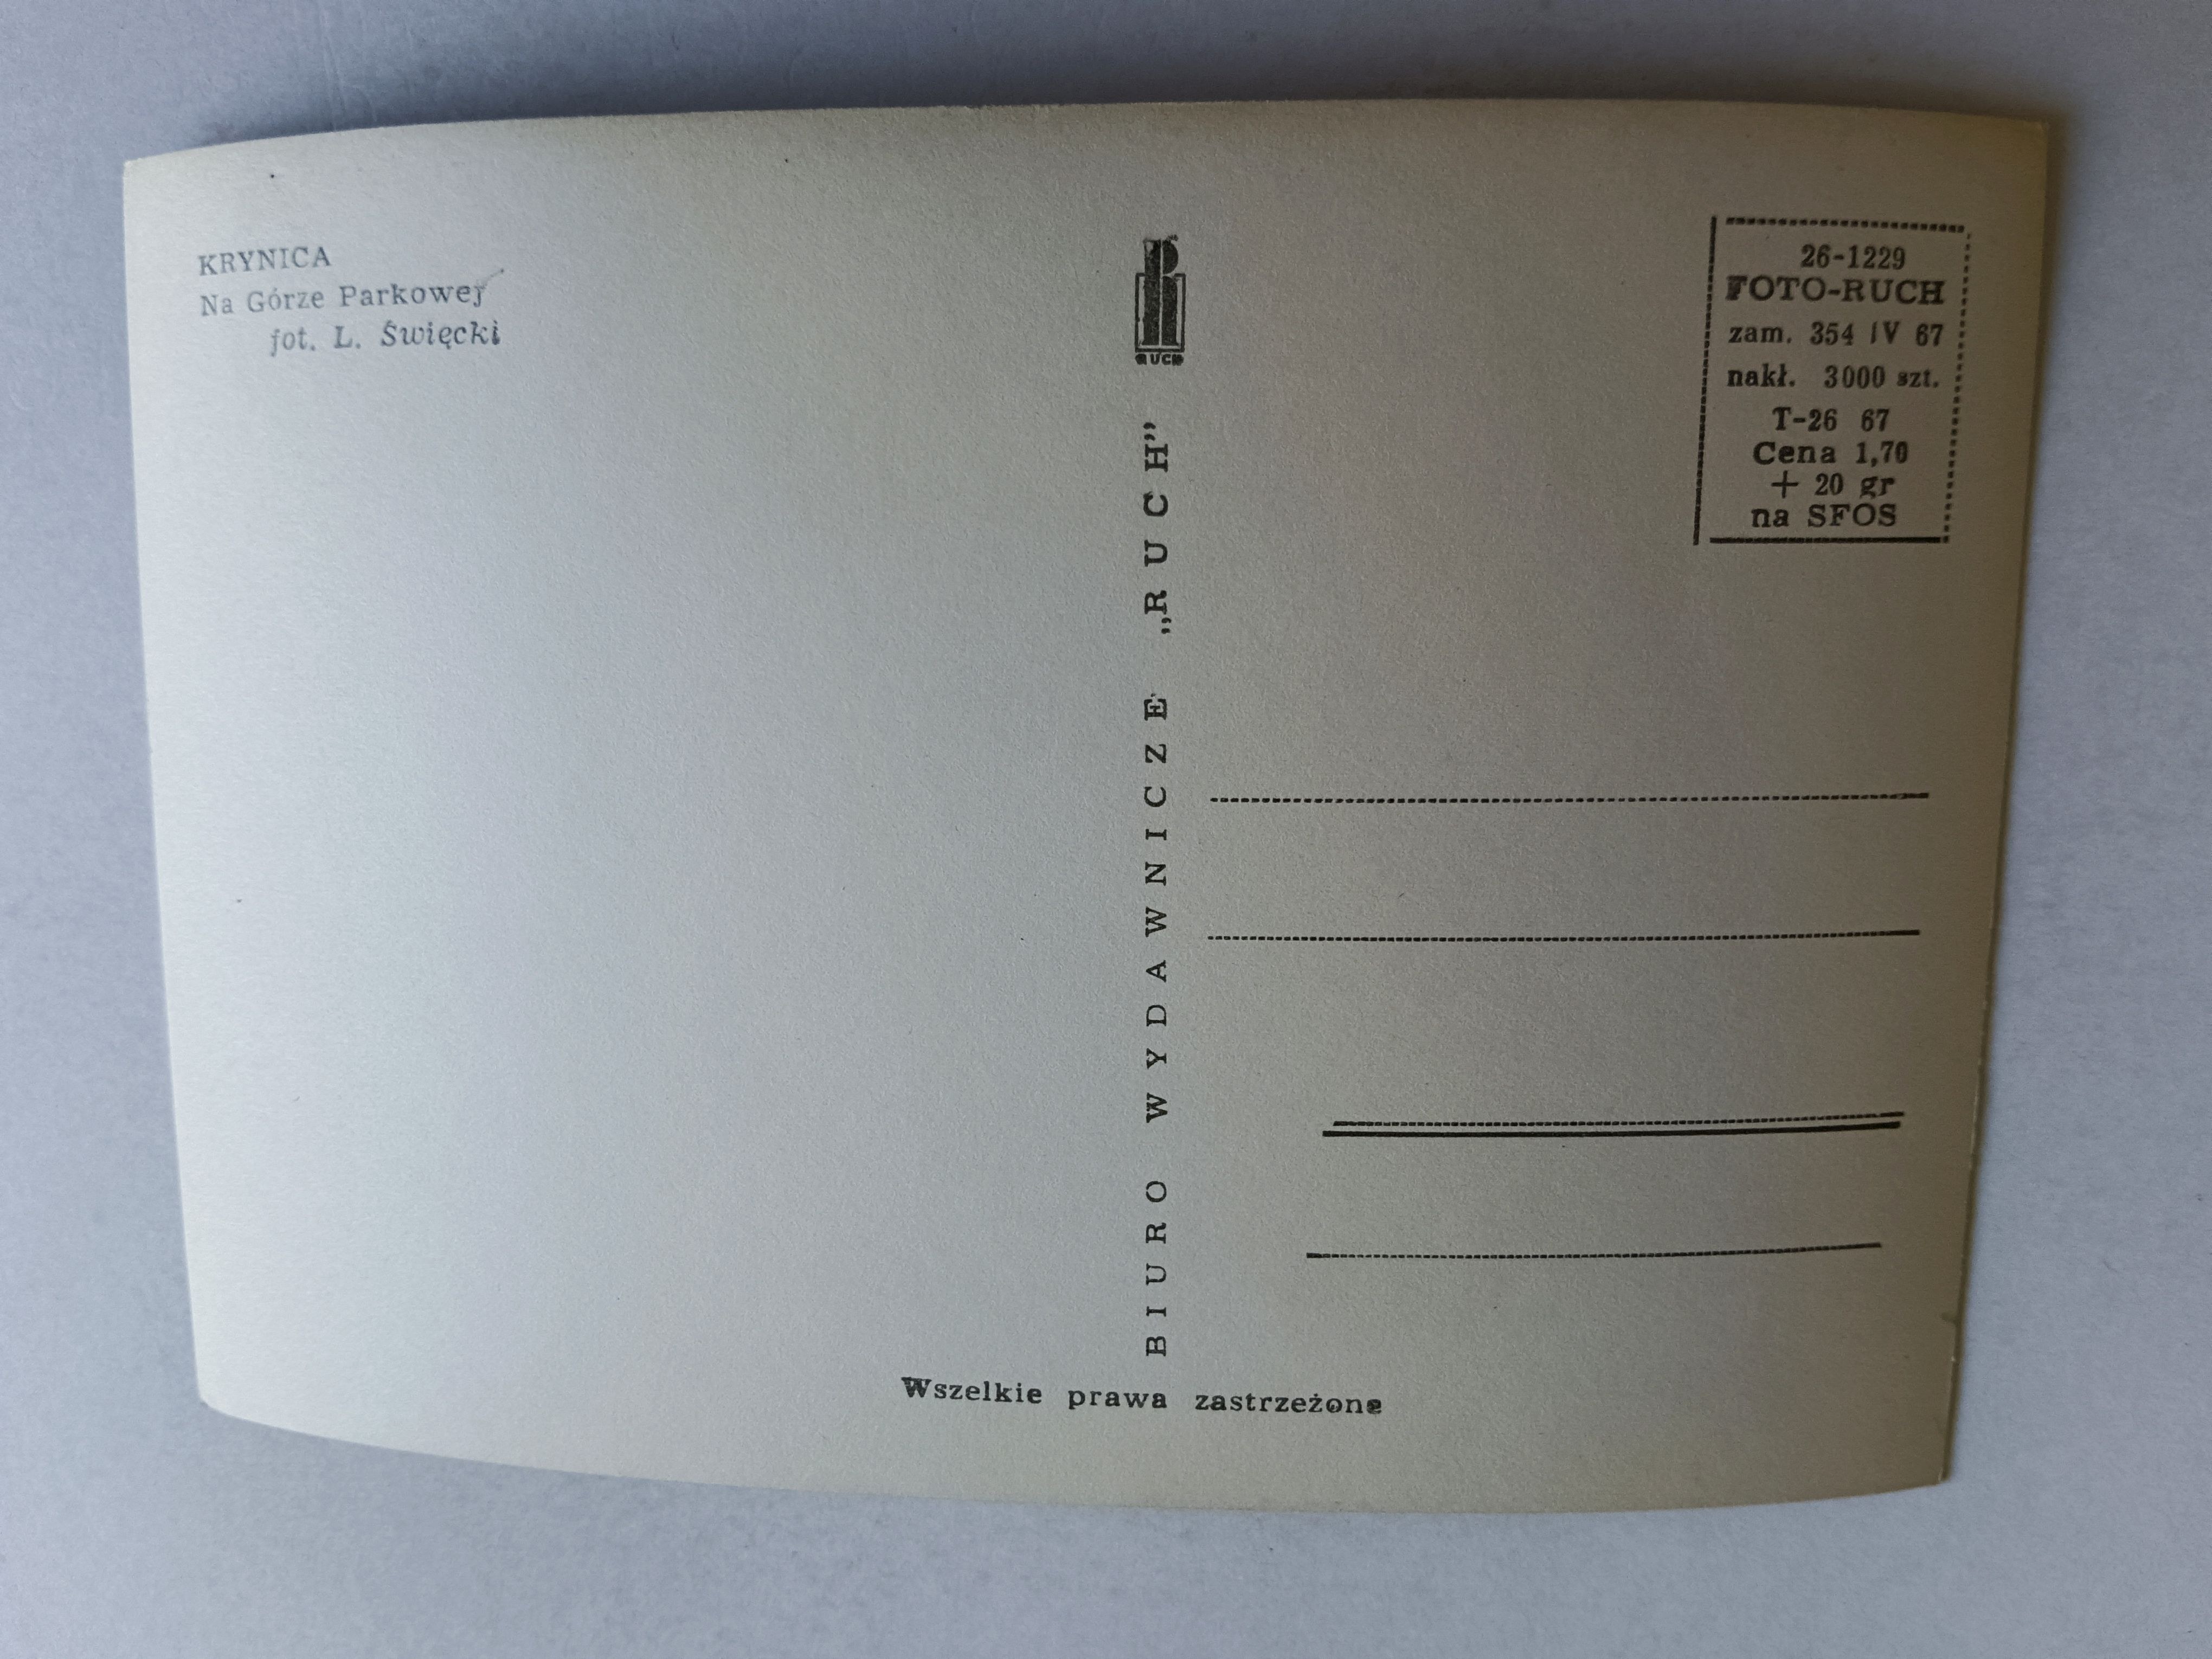 KRYNICA
Na Górze Parkowej
fot. L. Święcki
RUCH
BIURO WYDAWNICZE „RUCH”
26-1229
FOTO-RUCH
zam. 354 IV 67
nakł. 3000 szt.
T-26 67
Cena 1,70
+ 20 gr
na SFOS
Wszelkie prawa zastrzeżone